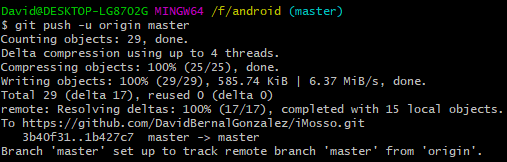 David@DESKTOP-LG87O2G MINGW64 /f/android (master)
$ git push -u origin master
Counting objects: 29, done.
Delta compression using up to 4 threads.
Compressing objects: 100% (25/25), done.
Writing objects: 100% (29/29), 585.74 KiB | 6.37 MiB/s, done.
Total 29 (delta 17), reused 0 (delta 0)
remote: Resolving deltas: 100% (17/17), completed with 15 local objects.
To https://github.com/DavidBernalGonzalez/iMosso.git
   3b40f31..1b427c7  master -> master
Branch 'master' set up to track remote branch 'master' from 'origin'.